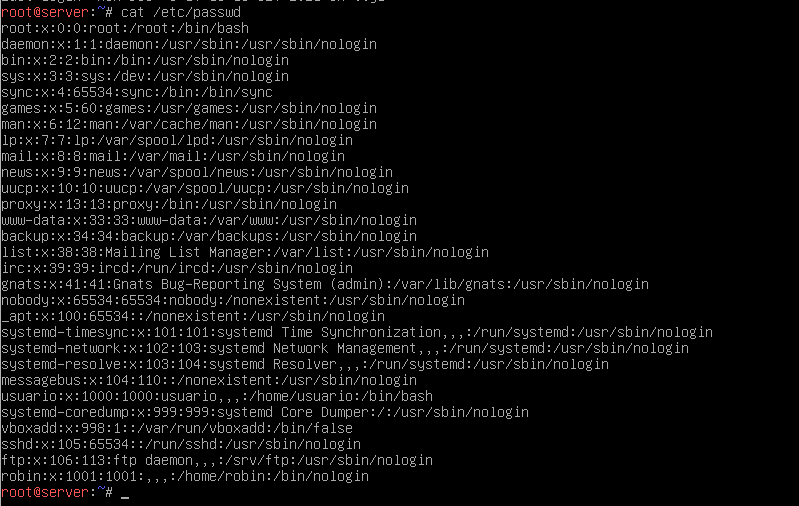 root@server:~# cat /etc/passwd
root:x:0:0:root:/root:/bin/bash
daemon:x:1:1:daemon:/usr/sbin:/usr/sbin/nologin
bin:x:2:2:bin:/bin:/usr/sbin/nologin
sys:x:3:3:sys:/dev:/usr/sbin/nologin
sync:x:4:65534:sync:/bin:/bin/sync
games:x:5:60:games:/usr/games:/usr/sbin/nologin
man:x:6:12:man:/var/cache/man:/usr/sbin/nologin
lp:x:7:7:lp:/var/spool/lpd:/usr/sbin/nologin
mail:x:8:8:mail:/var/mail:/usr/sbin/nologin
news:x:9:9:news:/var/spool/news:/usr/sbin/nologin
uucp:x:10:10:uucp:/var/spool/uucp:/usr/sbin/nologin
proxy:x:13:13:proxy:/bin:/usr/sbin/nologin
www-data:x:33:33:www-data:/var/www:/usr/sbin/nologin
backup:x:34:34:backup:/var/backups:/usr/sbin/nologin
list:x:38:38:Mailing List Manager:/var/list:/usr/sbin/nologin
irc:x:39:39:ircd:/run/ircd:/usr/sbin/nologin
gnats:x:41:41:Gnats Bug-Reporting System (admin):/var/lib/gnats:/usr/sbin/nologin
nobody:x:65534:65534:nobody:/nonexistent:/usr/sbin/nologin
_apt:x:100:65534::/nonexistent:/usr/sbin/nologin
systemd-timesync:x:101:101:systemd Time Synchronization,,,:/run/systemd:/usr/sbin/nologin
systemd-network:x:102:103:systemd Network Management,,,:/run/systemd:/usr/sbin/nologin
systemd-resolve:x:103:104:systemd Resolver,,,:/run/systemd:/usr/sbin/nologin
messagebus:x:104:110::/nonexistent:/usr/sbin/nologin
usuario:x:1000:1000:usuario,,,:/home/usuario:/bin/bash
systemd-coredump:x:999:999:systemd Core Dumper:/:/usr/sbin/nologin
vboxadd:x:998:1::/var/run/vboxadd:/bin/false
sshd:x:105:65534::/run/sshd:/usr/sbin/nologin
ftp:x:106:113:ftp daemon,,,:/srv/ftp:/usr/sbin/nologin
robin:x:1001:1001:,,,:/home/robin:/bin/nologin
root@server:~# _